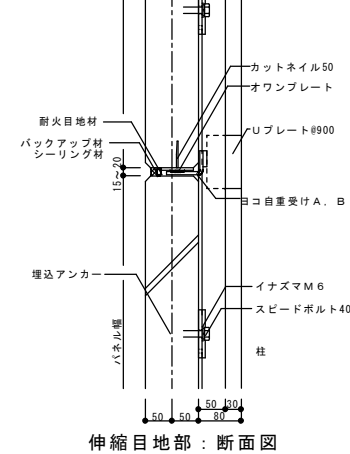 カットネイル50
オワンプレート
耐火目地材
Uプレート@900
バックアップ材
シーリング材
15~20
ヨコ自重受けA．B
埋込アンカー
イナズマM6
スピードボルト40
パネル幅
柱
50 30
50 50 80
伸縮目地部：断面図